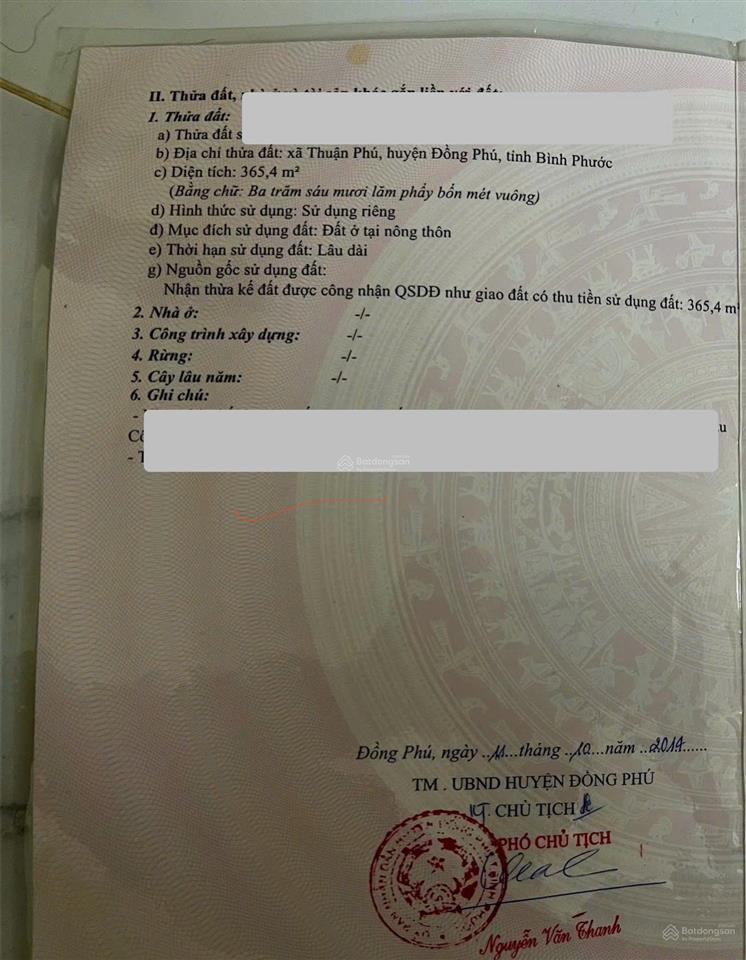 II. Thửa đất,
1. Thửa đất:
a) Thửa đất s
b) Địa chỉ thửa đất: xã Thuận Phú, huyện Đồng Phú, tỉnh Bình Phước
c) Diện tích: 365,4 m²
(Bằng chữ: Ba trăm sáu mươi lăm phẩy bốn mét vuông)
d) Hình thức sử dụng: Sử dụng riêng
đ) Mục đích sử dụng đất: Đất ở tại nông thôn
e) Thời hạn sử dụng đất: Lâu dài
g) Nguồn gốc sử dụng đất:
Nhận thừa kế đất được công nhận QSDĐ như giao đất có thu tiền sử dụng đất: 365,4 m²
2. Nhà ở: -/-
3. Công trình xây dựng: -/-
4. Rừng: -/-
5. Cây lâu năm: -/-
6. Ghi chú:
Batdongsan
Đồng Phú, ngày ..11...tháng ..10...năm ..2014......
TM . UBND HUYỆN ĐỒNG PHÚ
KT. CHỦ TỊCH
PHÓ CHỦ TỊCH
Nguyễn Văn Thanh
Batdongsan
by PropertyGuru